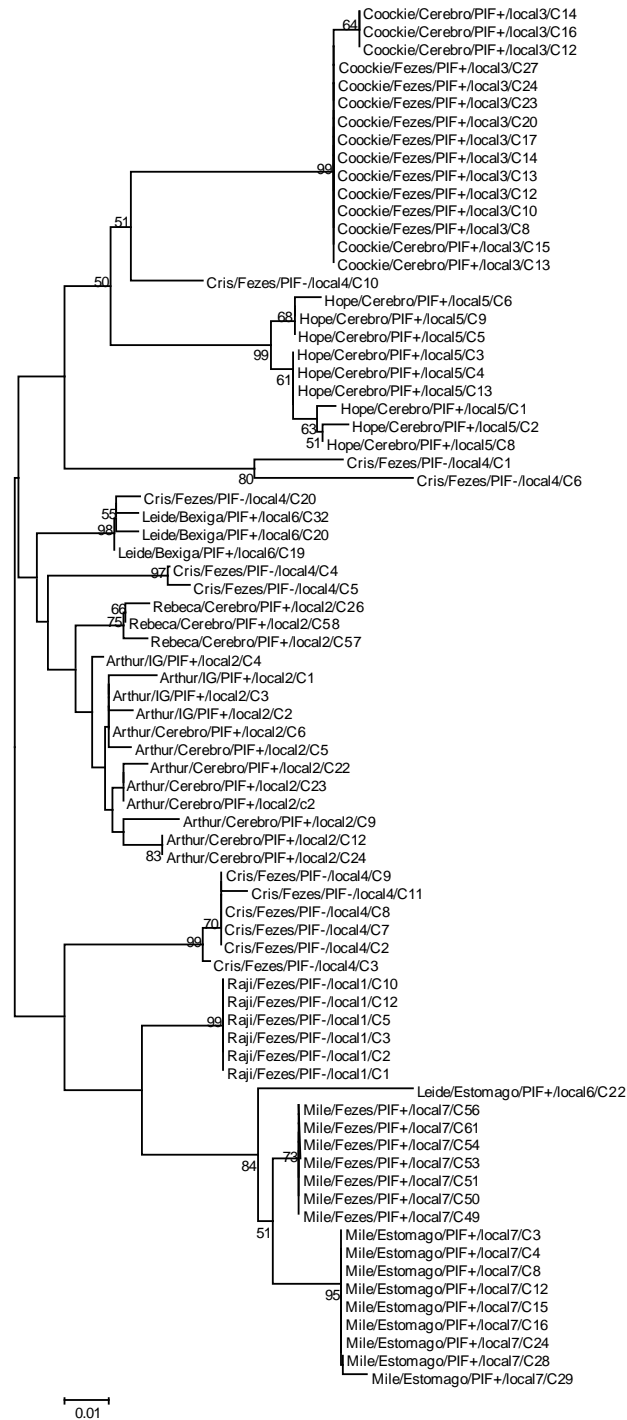 Coockie/Cerebro/PIF+/local3/C14
64
Coockie/Cerebro/PIF+/local3/C16
Coockie/Cerebro/PIF+/local3/C12
Coockie/Fezes/PIF+/local3/C27
Coockie/Fezes/PIF+/local3/C24
Coockie/Fezes/PIF+/local3/C23
Coockie/Fezes/PIF+/local3/C20
Coockie/Fezes/PIF+/local3/C17
Coockie/Fezes/PIF+/local3/C14
99
Coockie/Fezes/PIF+/local3/C13
Coockie/Fezes/PIF+/local3/C12
Coockie/Fezes/PIF+/local3/C10
51
Coockie/Fezes/PIF+/local3/C8
Coockie/Cerebro/PIF+/local3/C15
Coockie/Cerebro/PIF+/local3/C13
50
Cris/Fezes/PIF-/local4/C10
Hope/Cerebro/PIF+/local5/C6
68
Hope/Cerebro/PIF+/local5/C9
Hope/Cerebro/PIF+/local5/C5
99
Hope/Cerebro/PIF+/local5/C3
Hope/Cerebro/PIF+/local5/C4
61
Hope/Cerebro/PIF+/local5/C13
Hope/Cerebro/PIF+/local5/C1
63
Hope/Cerebro/PIF+/local5/C2
51
Hope/Cerebro/PIF+/local5/C8
Cris/Fezes/PIF-/local4/C1
80
Cris/Fezes/PIF-/local4/C6
Cris/Fezes/PIF-/local4/C20
55
Leide/Bexiga/PIF+/local6/C32
98
Leide/Bexiga/PIF+/local6/C20
Leide/Bexiga/PIF+/local6/C19
97
Cris/Fezes/PIF-/local4/C4
Cris/Fezes/PIF-/local4/C5
66
Rebeca/Cerebro/PIF+/local2/C26
75
Rebeca/Cerebro/PIF+/local2/C58
Rebeca/Cerebro/PIF+/local2/C57
Arthur/IG/PIF+/local2/C4
Arthur/IG/PIF+/local2/C1
Arthur/IG/PIF+/local2/C3
Arthur/IG/PIF+/local2/C2
Arthur/Cerebro/PIF+/local2/C6
Arthur/Cerebro/PIF+/local2/C5
Arthur/Cerebro/PIF+/local2/C22
Arthur/Cerebro/PIF+/local2/C23
Arthur/Cerebro/PIF+/local2/c2
Arthur/Cerebro/PIF+/local2/C9
Arthur/Cerebro/PIF+/local2/C12
83
Arthur/Cerebro/PIF+/local2/C24
Cris/Fezes/PIF-/local4/C9
Cris/Fezes/PIF-/local4/C11
Cris/Fezes/PIF-/local4/C8
70
Cris/Fezes/PIF-/local4/C7
99
Cris/Fezes/PIF-/local4/C2
Cris/Fezes/PIF-/local4/C3
Raji/Fezes/PIF-/local1/C10
Raji/Fezes/PIF-/local1/C12
99
Raji/Fezes/PIF-/local1/C5
Raji/Fezes/PIF-/local1/C3
Raji/Fezes/PIF-/local1/C2
Raji/Fezes/PIF-/local1/C1
Leide/Estomago/PIF+/local6/C22
Mile/Fezes/PIF+/local7/C56
Mile/Fezes/PIF+/local7/C61
Mile/Fezes/PIF+/local7/C54
84
73
Mile/Fezes/PIF+/local7/C53
Mile/Fezes/PIF+/local7/C51
Mile/Fezes/PIF+/local7/C50
Mile/Fezes/PIF+/local7/C49
51
Mile/Estomago/PIF+/local7/C3
Mile/Estomago/PIF+/local7/C4
Mile/Estomago/PIF+/local7/C8
95
Mile/Estomago/PIF+/local7/C12
Mile/Estomago/PIF+/local7/C15
Mile/Estomago/PIF+/local7/C16
Mile/Estomago/PIF+/local7/C24
Mile/Estomago/PIF+/local7/C28
Mile/Estomago/PIF+/local7/C29
0.01